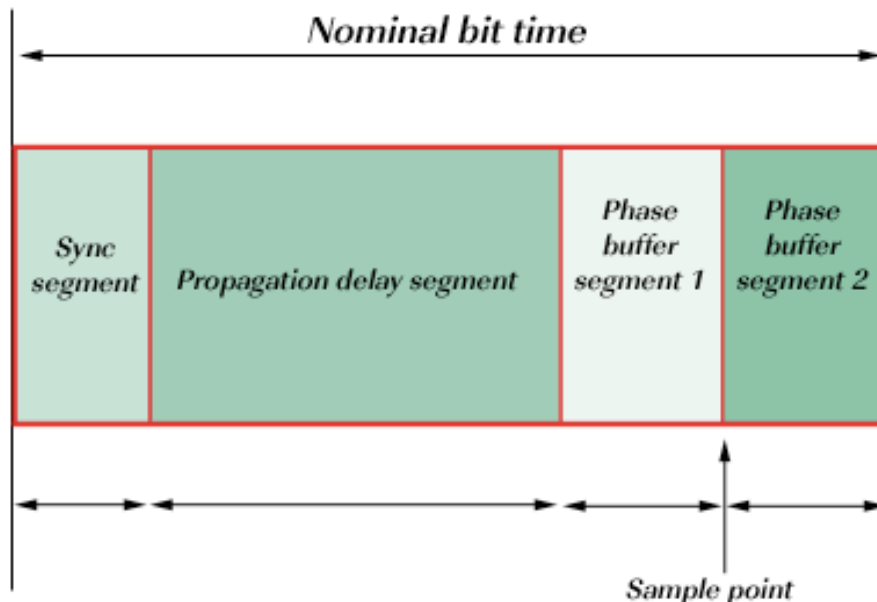 Nominal bit time
Sync
segment
Propagation delay segment
Phase
buffer
segment 1
Phase
buffer
segment 2
Sample point